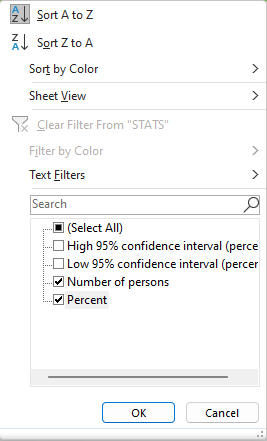 Sort A to Z
Sort Z to A
Sort by Color
Sheet View
Clear Filter From "STATS"
Filter by Color
Text Filters
Search
(Select All)
High 95% confidence interval (perce
Low 95% confidence interval (percer
Number of persons
Percent
OK
Cancel